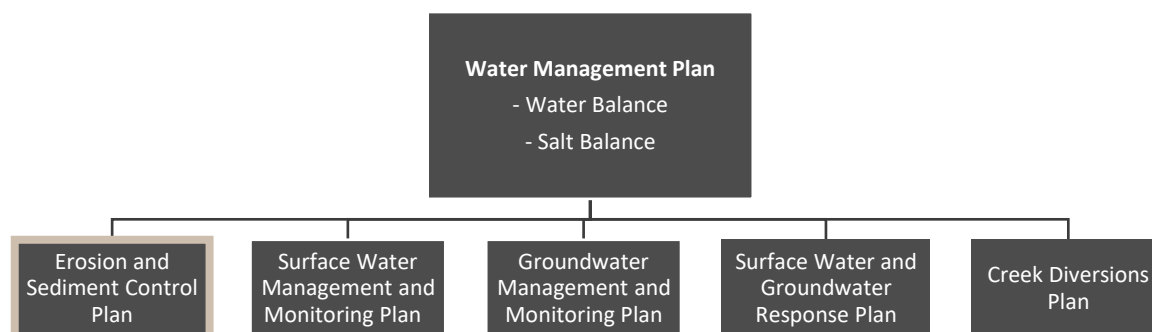 Water Management Plan
- Water Balance
- Salt Balance
Erosion and
Sediment Control
Plan
Surface Water
Management and
Monitoring Plan
Groundwater
Management and
Monitoring Plan
Surface Water and
Groundwater
Response Plan
Creek Diversions
Plan